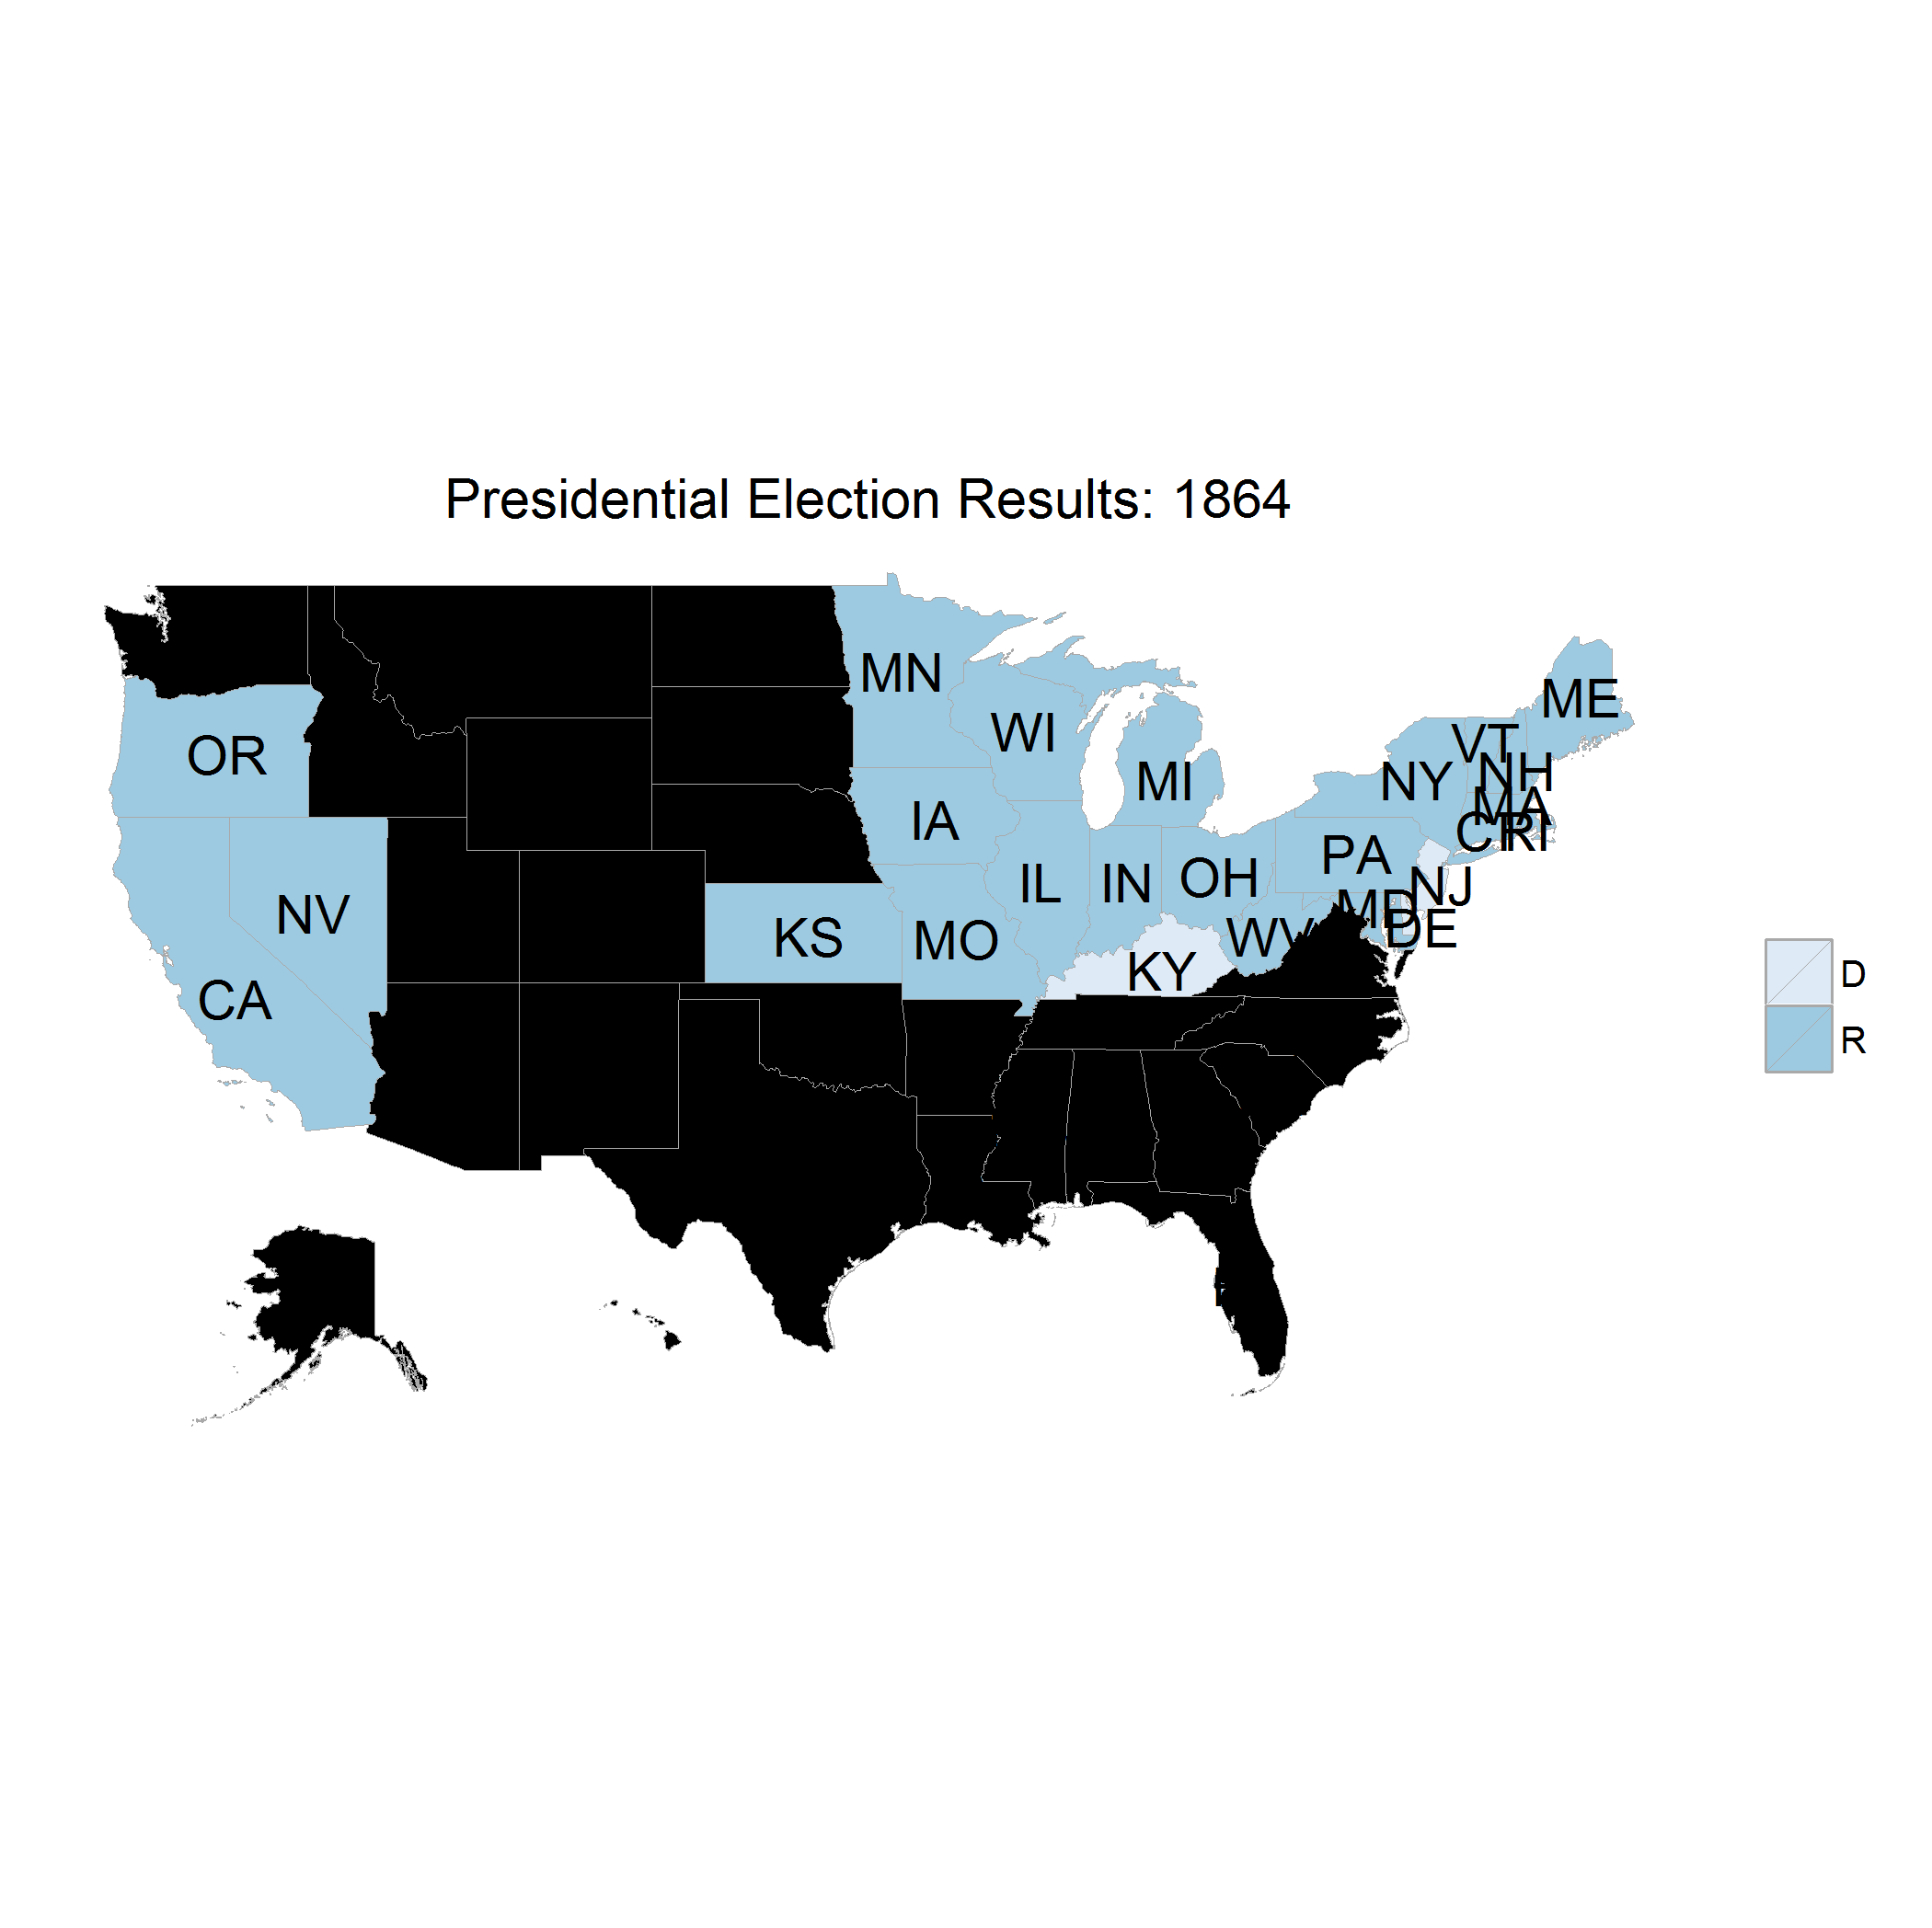 Presidential Election Results: 1864
MN
ME
WI
VT
OR
NH
NY
MI
MA
IA
CT
RI
PA
OH
IL
IN
NJ
NV
MD
DE
KS
MO
WV
KY
D
CA
R